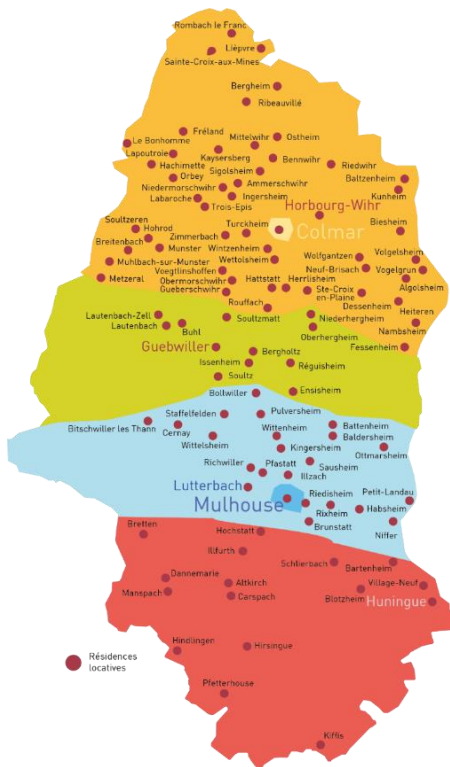 Rombach le Franc
Lièpvre
Sainte-Croix-aux-Mines
Bergheim
Ribeauvillé
Fréland
Mittelwihr
Ostheim
Le Bonhomme
Lapoutroie
Kaysersberg
Bennwihr
Riedwihr
Hachimette
Sigolsheim
Baltzenheim
Orbey
Ammerschwihr
Niedermorschwihr
Kunheim
Labaroche
Ingersheim
Trois-Epis
Horbourg-Wihr
Soultzeren
Hohrod
Turckheim
Colmar
Biesheim
Zimmerbach
Breitenbach
Munster
Wintzenheim
Wolfgantzen
Volgelsheim
Muhlbach-sur-Munster
Wettolsheim
Neuf-Brisach
Vogelgrun
Voegtlinshoffen
Metzeral
Obermorschwihr
Hattstatt
Herrlisheim
Algolsheim
Gueberschwihr
Ste-Croix
en-Plaine
Rouffach
Dessenheim
Heiteren
Lautenbach-Zell
Soultzmatt
Niederhergheim
Nambsheim
Lautenbach
Buhl
Oberhergheim
Guebwiller
Bergholtz
Fessenheim
Issenheim
Réguisheim
Soultz
Bollwiller
Ensisheim
Staffelfelden
Pulversheim
Bitschwiller les Thann
Cernay
Wittenheim
Battenheim
Baldersheim
Wittelsheim
Kingersheim
Ottmarsheim
Richwiller
Pfastatt
Sausheim
Illzach
Lutterbach
Petit-Landau
Mulhouse
Riedisheim
Habsheim
Rixheim
Bretten
Hochstatt
Brunstatt
Niffer
Illfurth
Schlierbach
Bartenheim
Dannemarie
Altkirch
Village-Neuf
Manspach
Carspach
Blotzheim
Huningue
Hindlingen
Hirsingue
Résidences
locatives
Pfetterhouse
Kiffis